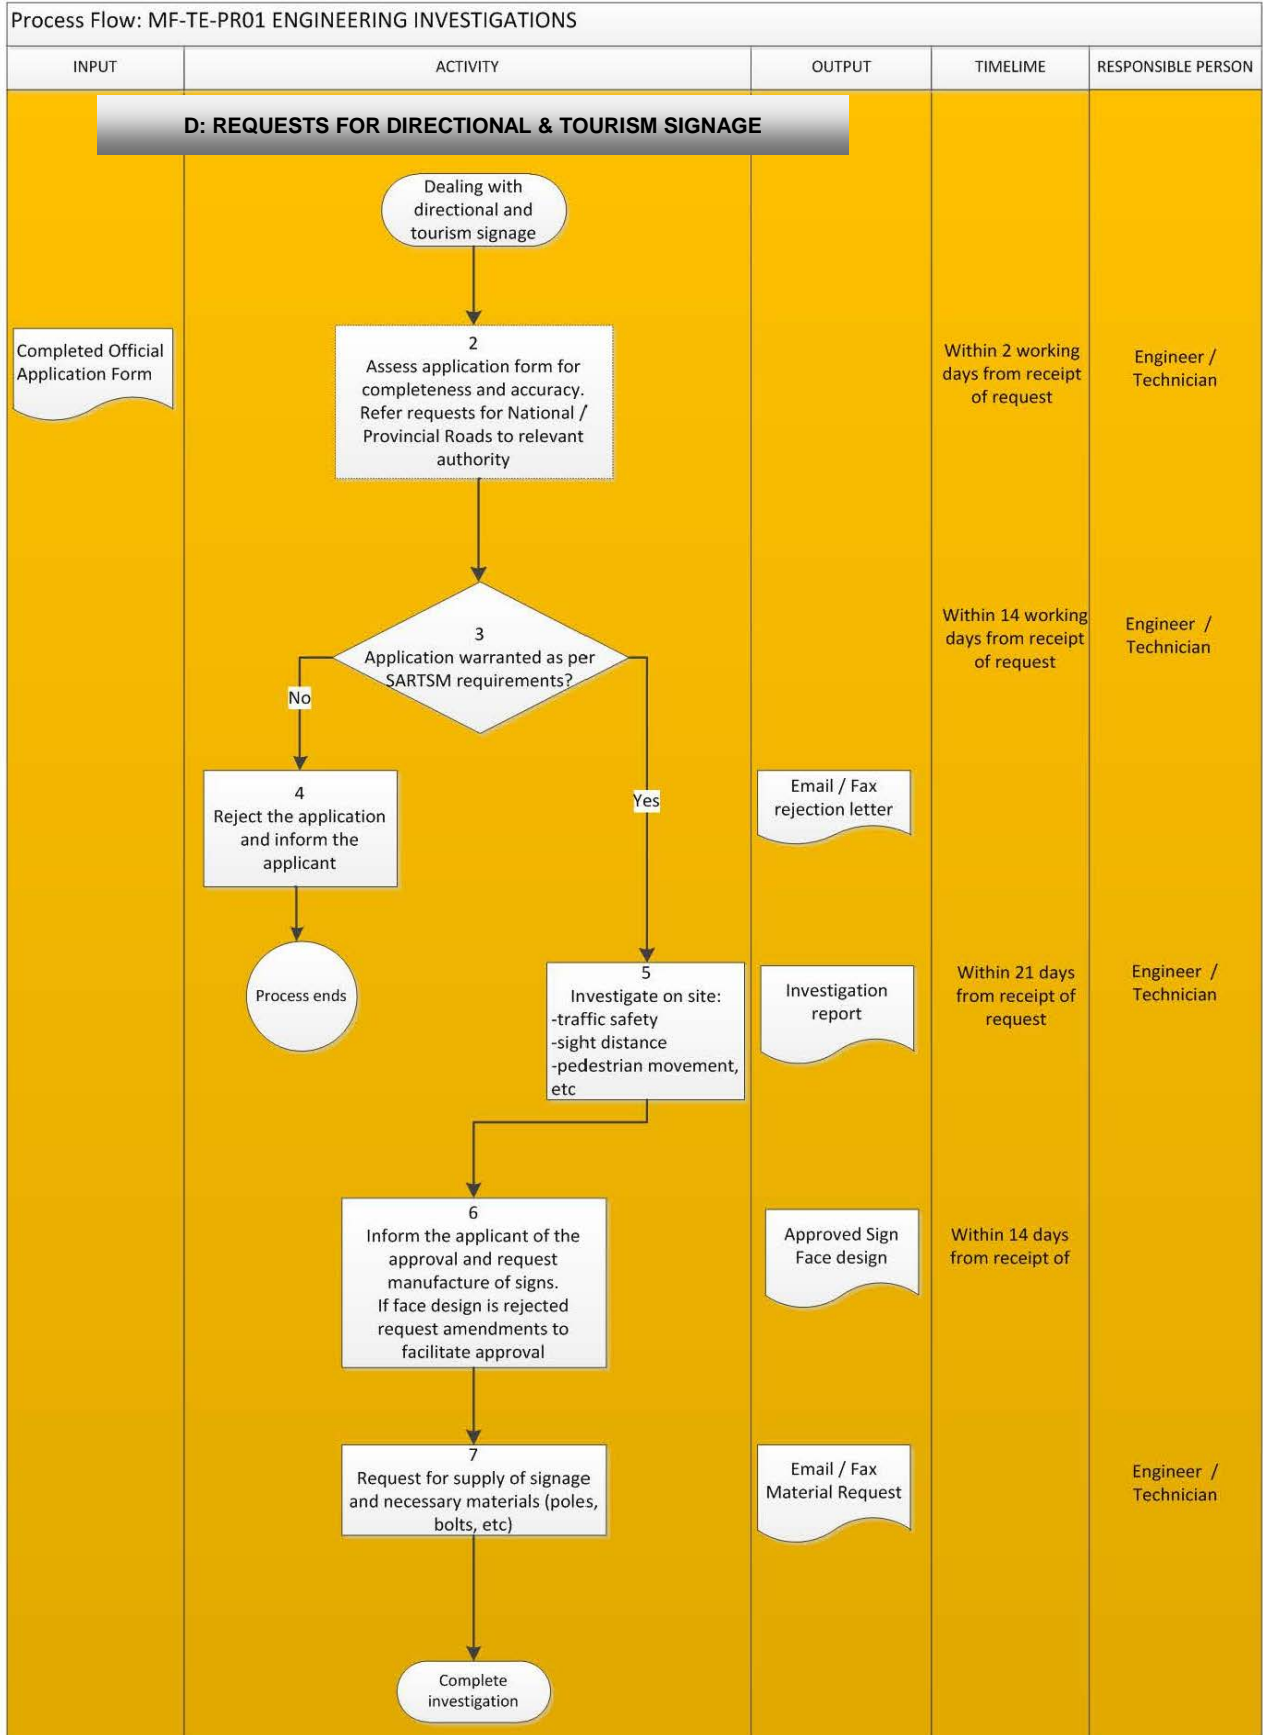 Process Flow: MF-TE-PR01 ENGINEERING INVESTIGATIONS
INPUT
ACTIVITY
OUTPUT
TIMELIME
RESPONSIBLE PERSON
D: REQUESTS FOR DIRECTIONAL & TOURISM SIGNAGE
Dealing with
directional and
tourism signage
Completed Official
Application Form
2
Assess application form for
completeness and accuracy.
Refer requests for National /
Provincial Roads to relevant
authority
Within 2 working
days from receipt
of request
Engineer /
Technician
3
Application warranted as per
SARTSM requirements?
Within 14 working
days from receipt
of request
Engineer /
Technician
No
Yes
4
Reject the application
and inform the
applicant
Email / Fax
rejection letter
Process ends
5
Investigate on site:
-traffic safety
-sight distance
-pedestrian movement,
etc
Investigation
report
Within 21 days
from receipt of
request
Engineer /
Technician
6
Inform the applicant of the
approval and request
manufacture of signs.
If face design is rejected
request amendments to
facilitate approval
Approved Sign
Face design
Within 14 days
from receipt of
7
Request for supply of signage
and necessary materials (poles,
bolts, etc)
Email / Fax
Material Request
Engineer /
Technician
Complete
investigation